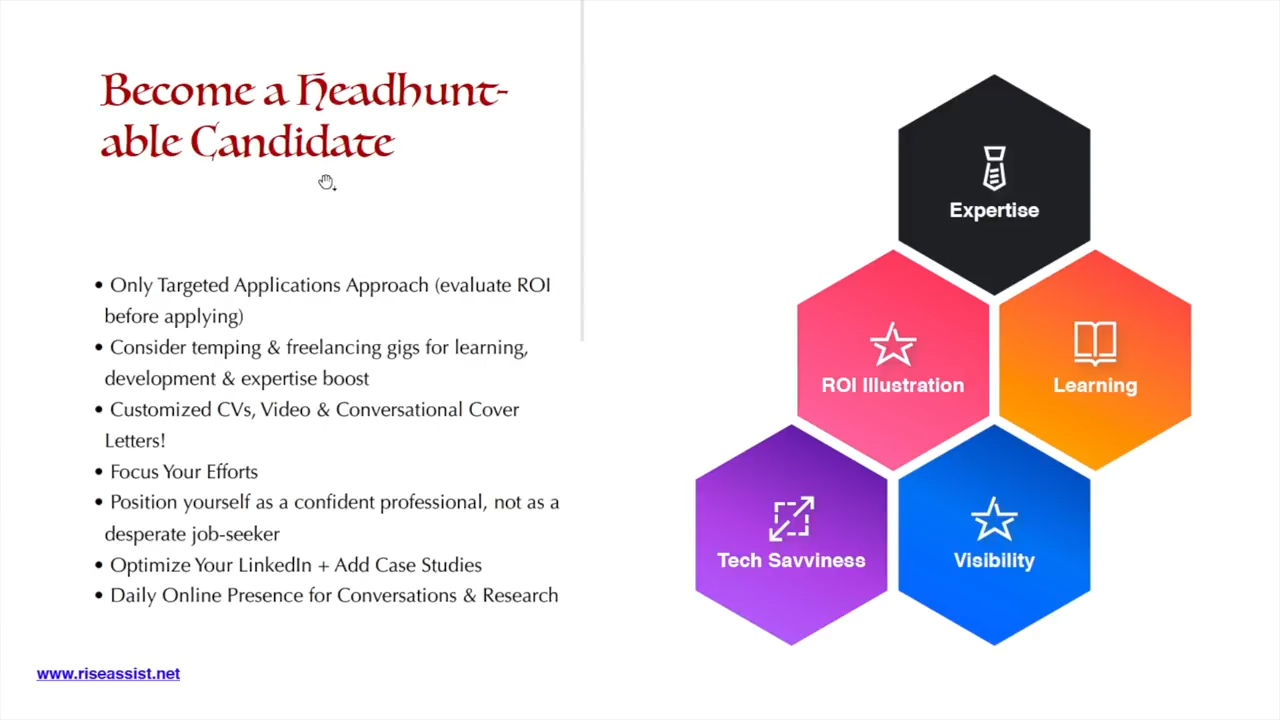 Become a Headhunt-
able Candidate
• Only Targeted Applications Approach (evaluate ROI
before applying)
• Consider temping & freelancing gigs for learning,
development & expertise boost
• Customized CVs, Video & Conversational Cover
Letters!
• Focus Your Efforts
• Position yourself as a confident professional, not as a
desperate job-seeker
• Optimize Your LinkedIn + Add Case Studies
• Daily Online Presence for Conversations & Research
www.riseassist.net
Expertise
ROI Illustration
Learning
Tech Savviness
Visibility